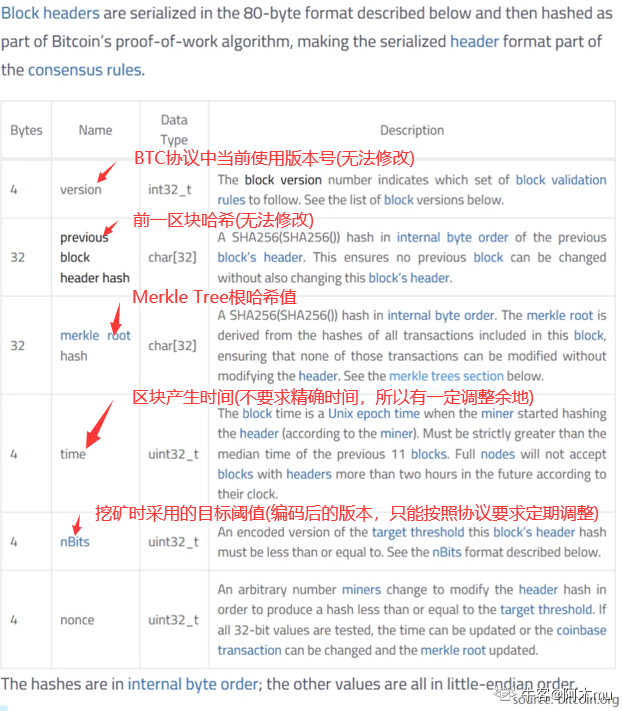 Block headers are serialized in the 80-byte format described below and then hashed as
part of Bitcoin's proof-of-work algorithm, making the serialized header format part of
the consensus rules.
Bytes Name Data Type Description
BTC协议中当前使用版本号(无法修改)
4 version int32_t The block version number indicates which set of block validation
rules to follow. See the list of block versions below.
前一区块哈希(无法修改)
32 previous block header hash char[32] A SHA256(SHA256()) hash in internal byte order of the previous
block's header. This ensures no previous block can be changed
without also changing this block's header.
Merkle Tree根哈希值
32 merkle root hash char[32] A SHA256(SHA256()) hash in internal byte order. The merkle root is
derived from the hashes of all transactions included in this block,
ensuring that none of those transactions can be modified without
modifying the header. See the merkle trees section below.
区块产生时间(不要求精确时间，所以有一定调整余地)
4 time uint32_t The block time is a Unix epoch time when the miner started hashing
the header (according to the miner). Must be strictly greater than the
median time of the previous 11 blocks. Full nodes will not accept
blocks with headers more than two hours in the future according to
their clock.
挖矿时采用的目标阈值(编码后的版本，只能按照协议要求定期调整)
4 nBits uint32_t An encoded version of the target threshold this block's header hash
must be less than or equal to. See the nBits format described below.
4 nonce uint32_t An arbitrary number miners change to modify the header hash in
order to produce a hash less than or equal to the target threshold. If
all 32-bit values are tested, the time can be updated or the coinbase
transaction can be changed and the merkle root updated.
The hashes are in internal byte order; the other values are all in little-endian order.
牛客@阿木mu
source: bitcoin.org